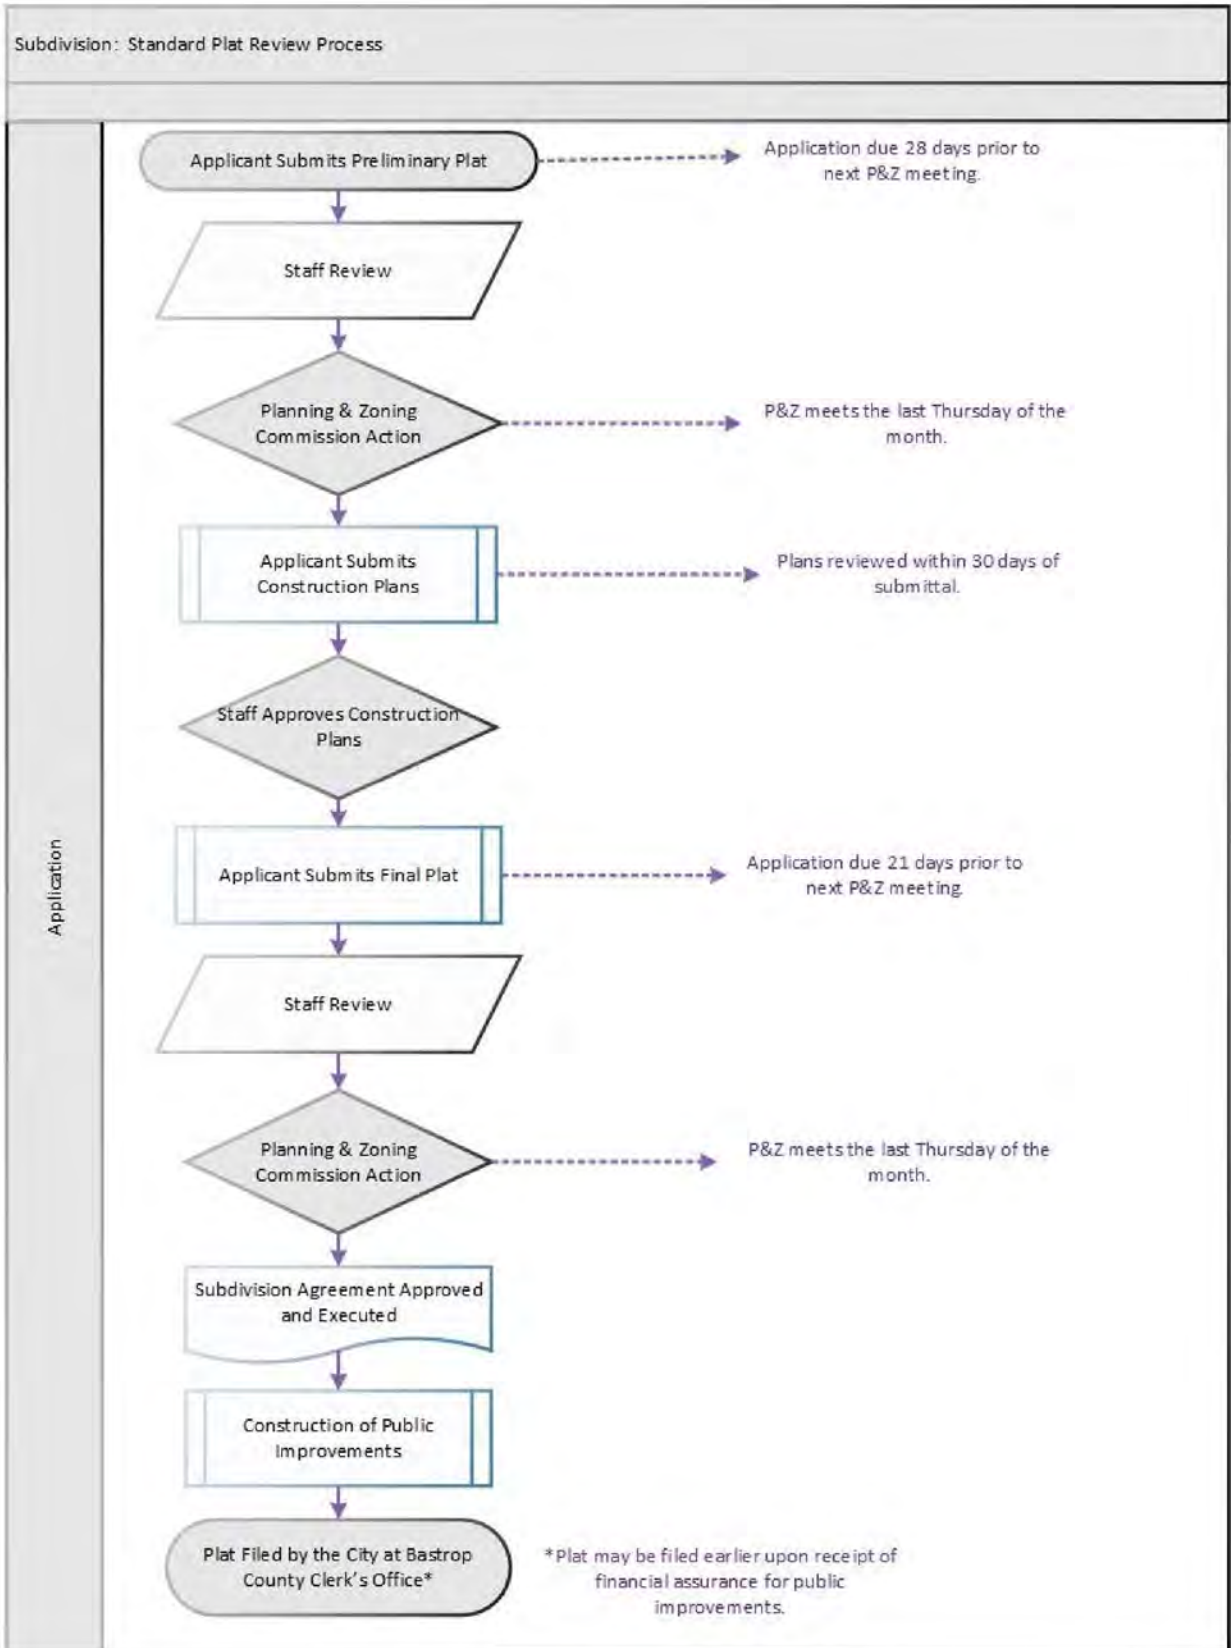 Subdivision: Standard Plat Review Process
Applicant Submits Preliminary Plat
Application due 28 days prior to
next P&Z meeting.
Staff Review
Planning & Zoning
Commission Action
P&Z meets the last Thursday of the
month.
Applicant Submits
Construction Plans
Plans reviewed within 30 days of
submittal.
Staff Approves Construction
Plans
Application
Applicant Submits Final Plat
Application due 21 days prior to
next P&Z meeting.
Staff Review
Planning & Zoning
Commission Action
P&Z meets the last Thursday of the
month.
Subdivision Agreement Approved
and Executed
Construction of Public
Improvements
Plat Filed by the City at Bastrop
County Clerk's Office*
*Plat may be filed earlier upon receipt of
financial assurance for public
improvements.